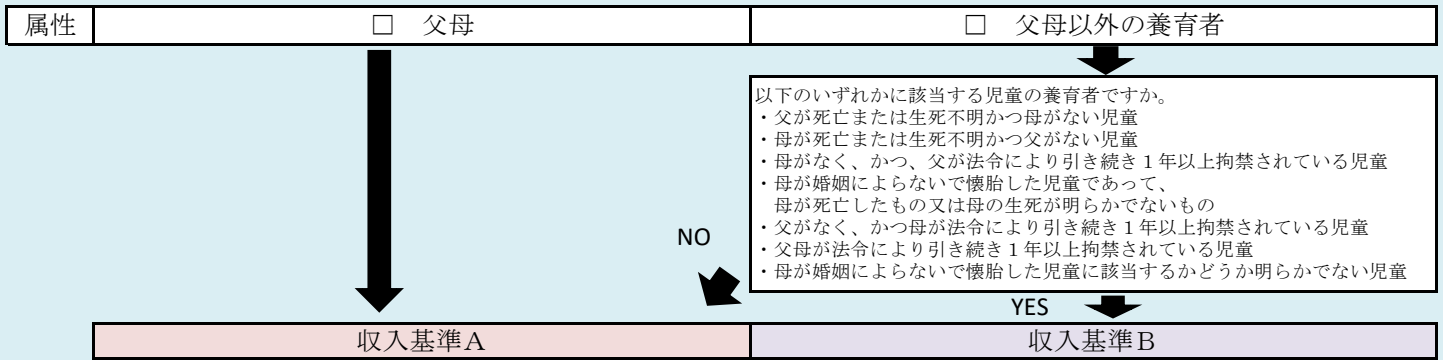 属性
□ 父母
□ 父母以外の養育者
以下のいずれかに該当する児童の養育者ですか。
・父が死亡または生死不明かつ母がない児童
・母が死亡または生死不明かつ父がない児童
・母がなく、かつ、父が法令により引き続き１年以上拘禁されている児童
・母が婚姻によらないで懐胎した児童であって、
母が死亡したもの又は母の生死が明らかでないもの
・父がなく、かつ母が法令により引き続き１年以上拘禁されている児童
・父母が法令により引き続き１年以上拘禁されている児童
・母が婚姻によらないで懐胎した児童に該当するかどうか明らかでない児童
NO
YES
収入基準Ａ
収入基準Ｂ